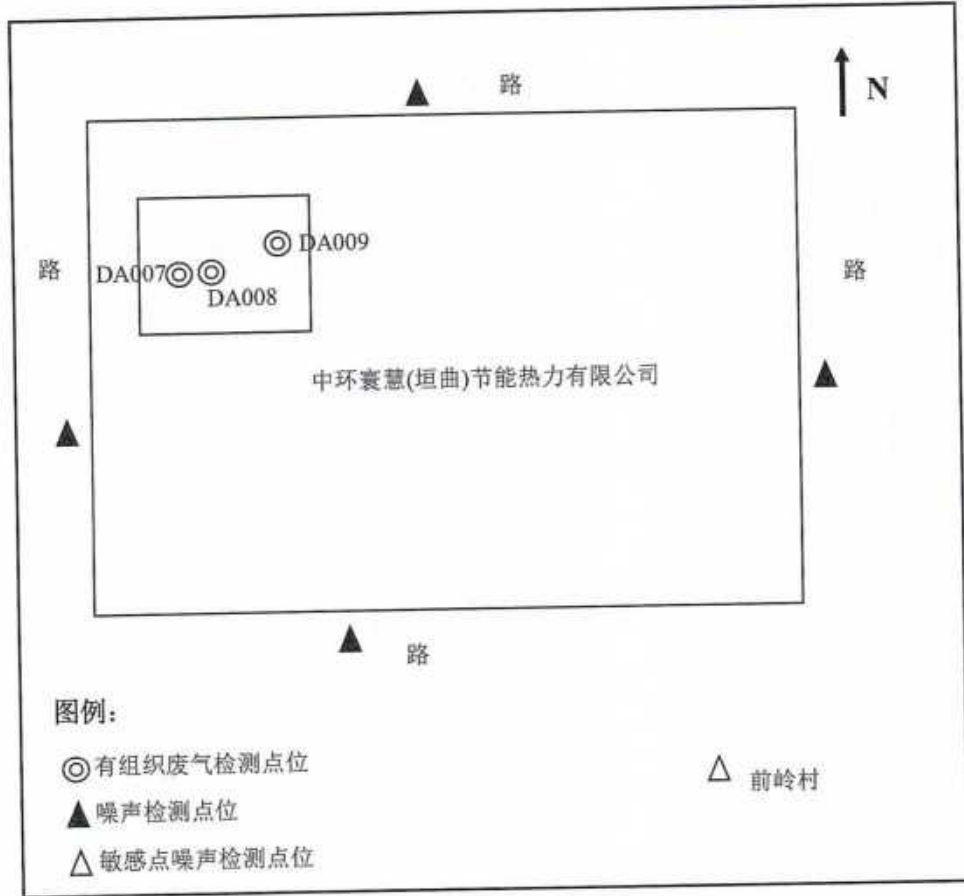 路
N
DA009
路
DA007
路
DA008
中环寰慧(垣曲)节能热力有限公司
路
图例：
有组织废气检测点位
前岭村
噪声检测点位
敏感点噪声检测点位